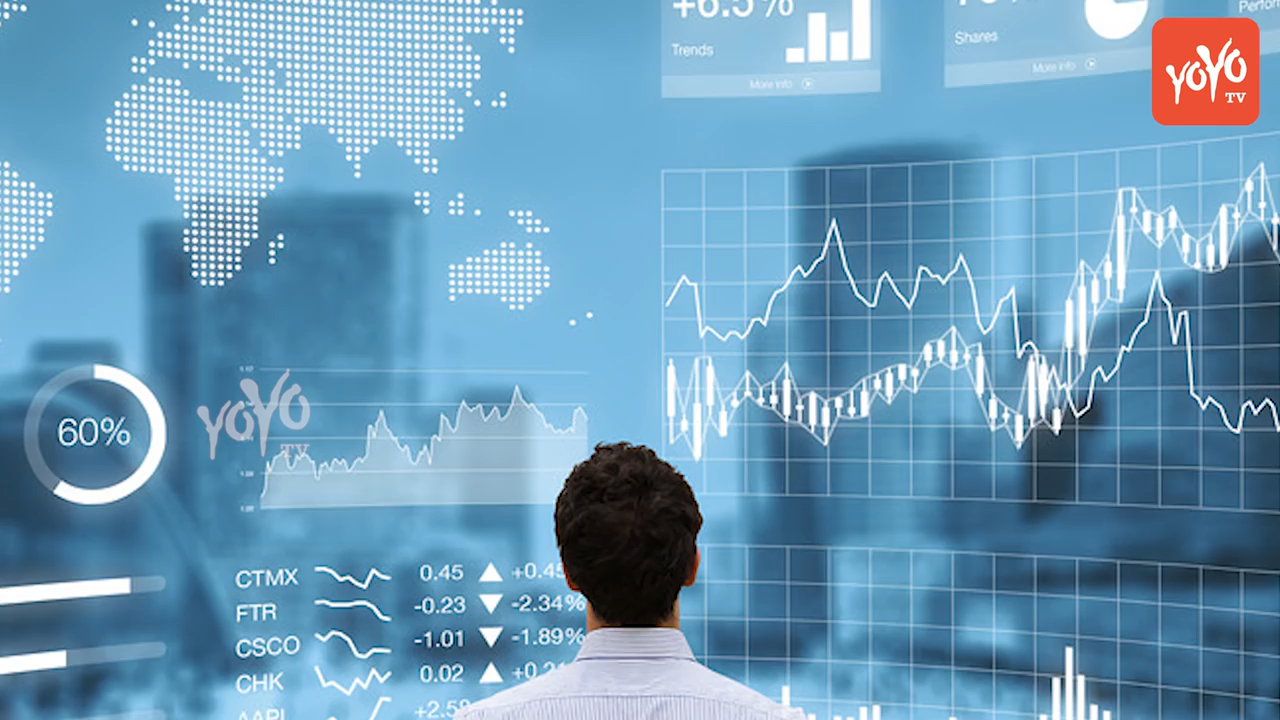 +6.5%
Trends
More info
Shares
More info
YOYO
TV
60%
YOYO
TV
CTMX 0.45 ▲ +0.45
FTR -0.23 ▼ -2.34%
CSCO -1.01 ▼ -1.89%
CHK 0.02 ▲
AAPL